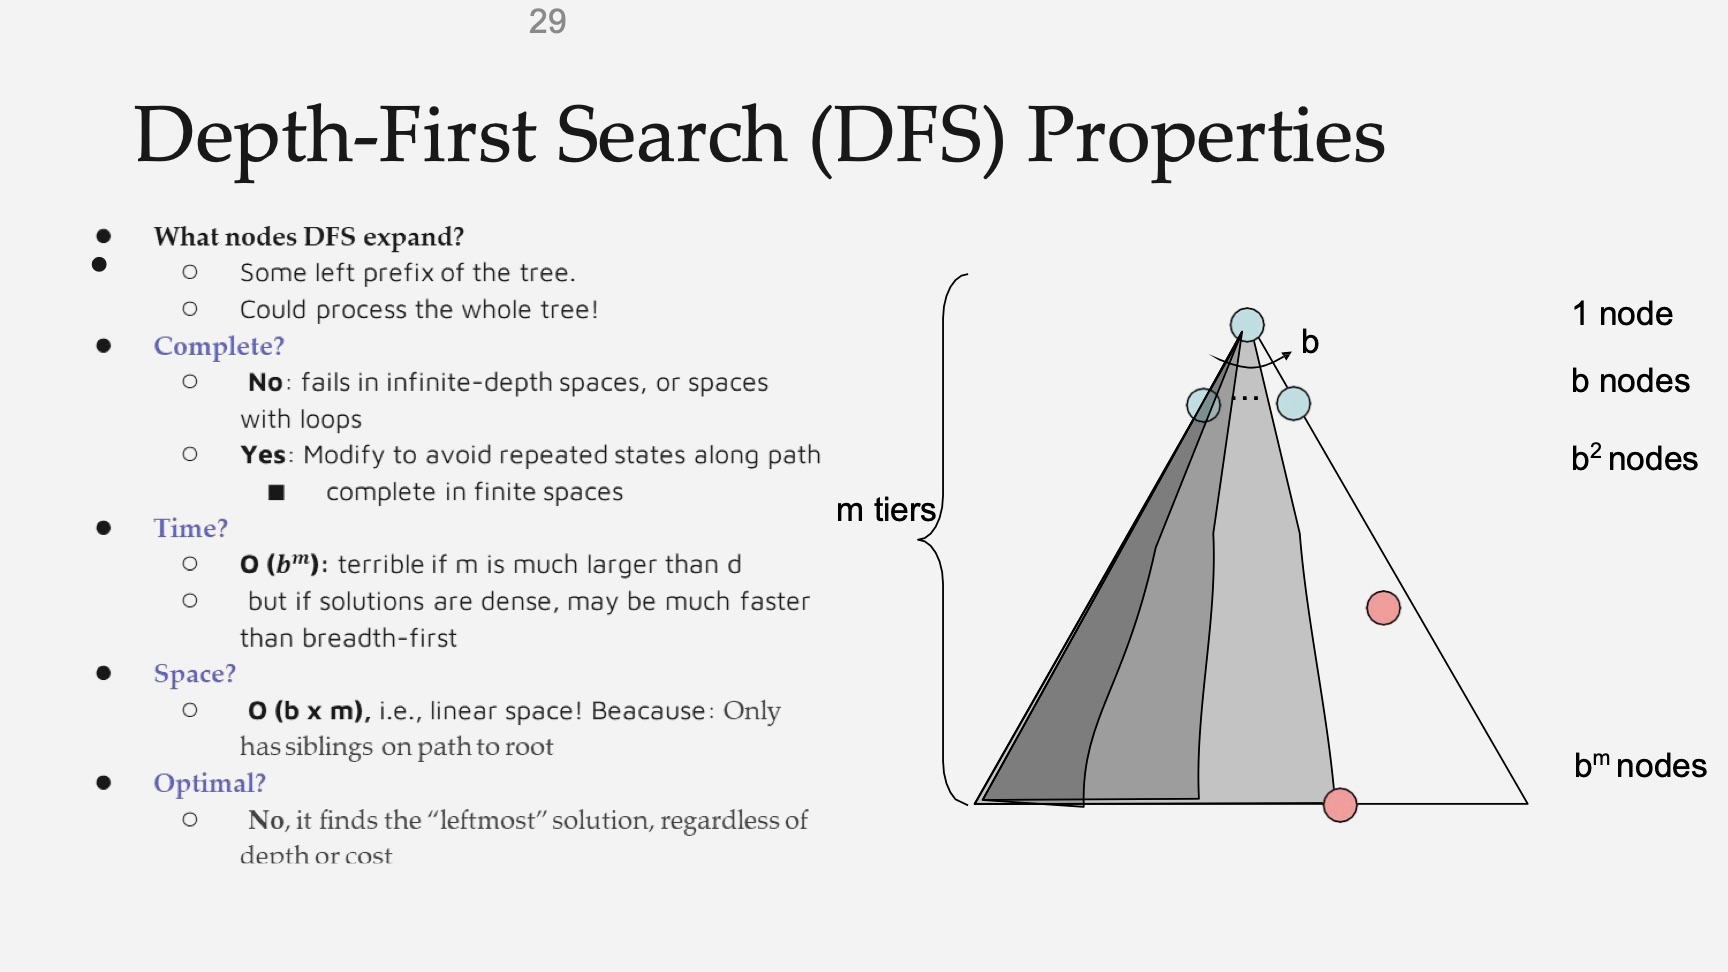 29
Depth-First Search (DFS) Properties
● What nodes DFS expand?
●
○ Some left prefix of the tree.
○ Could process the whole tree!
● Complete?
○ No: fails in infinite-depth spaces, or spaces
with loops
○ Yes: Modify to avoid repeated states along path
■ complete in finite spaces
● Time?
○ O (bᵐ): terrible if m is much larger than d
○ but if solutions are dense, may be much faster
than breadth-first
● Space?
○ O (b x m), i.e., linear space! Beacause: Only
has siblings on path to root
● Optimal?
○ No, it finds the “leftmost” solution, regardless of
depth or cost
m tiers
b
...
1 node
b nodes
b² nodes
bᵐ nodes